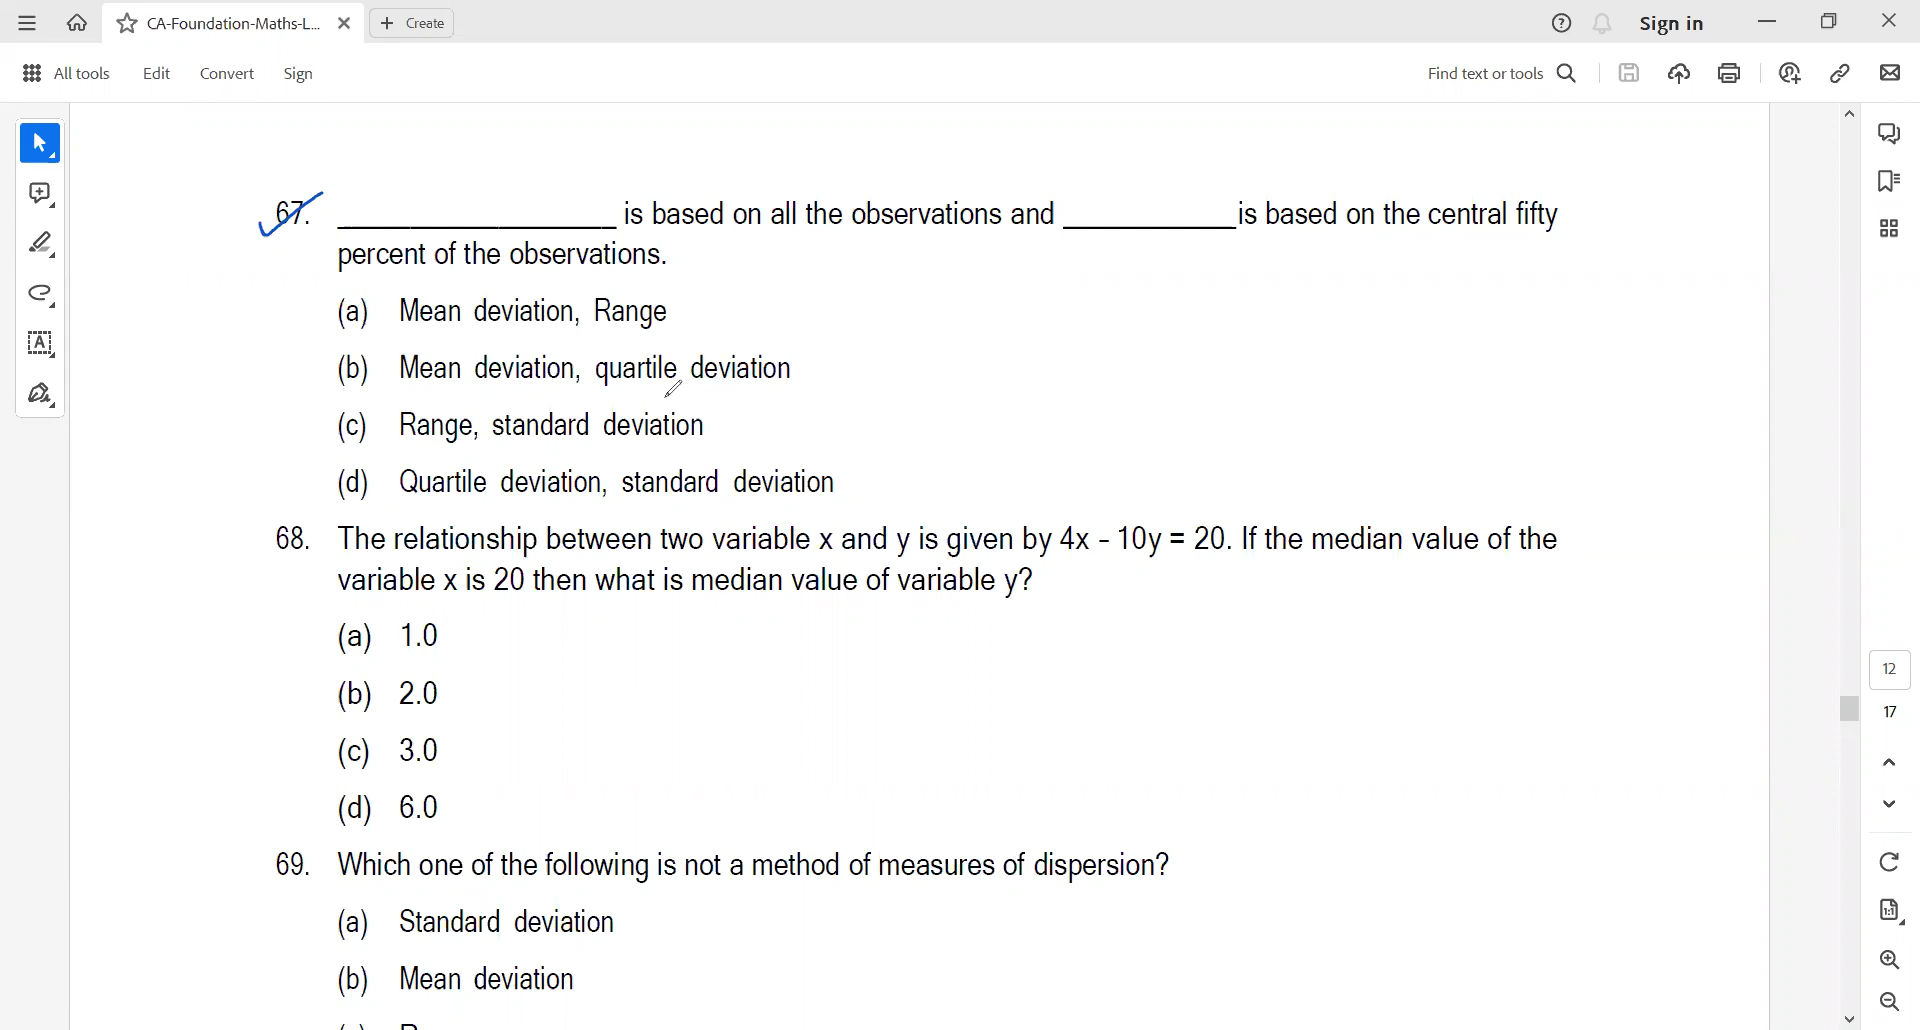 CA-Foundation-Maths-L...
Create
Sign in
All tools Edit Convert Sign
Find text or tools
67. ____________________ is based on all the observations and ____________is based on the central fifty
percent of the observations.
(a) Mean deviation, Range
(b) Mean deviation, quartile deviation
(c) Range, standard deviation
(d) Quartile deviation, standard deviation
68. The relationship between two variable x and y is given by 4x - 10y = 20. If the median value of the
variable x is 20 then what is median value of variable y?
(a) 1.0
(b) 2.0
(c) 3.0
(d) 6.0
69. Which one of the following is not a method of measures of dispersion?
(a) Standard deviation
(b) Mean deviation
12
17